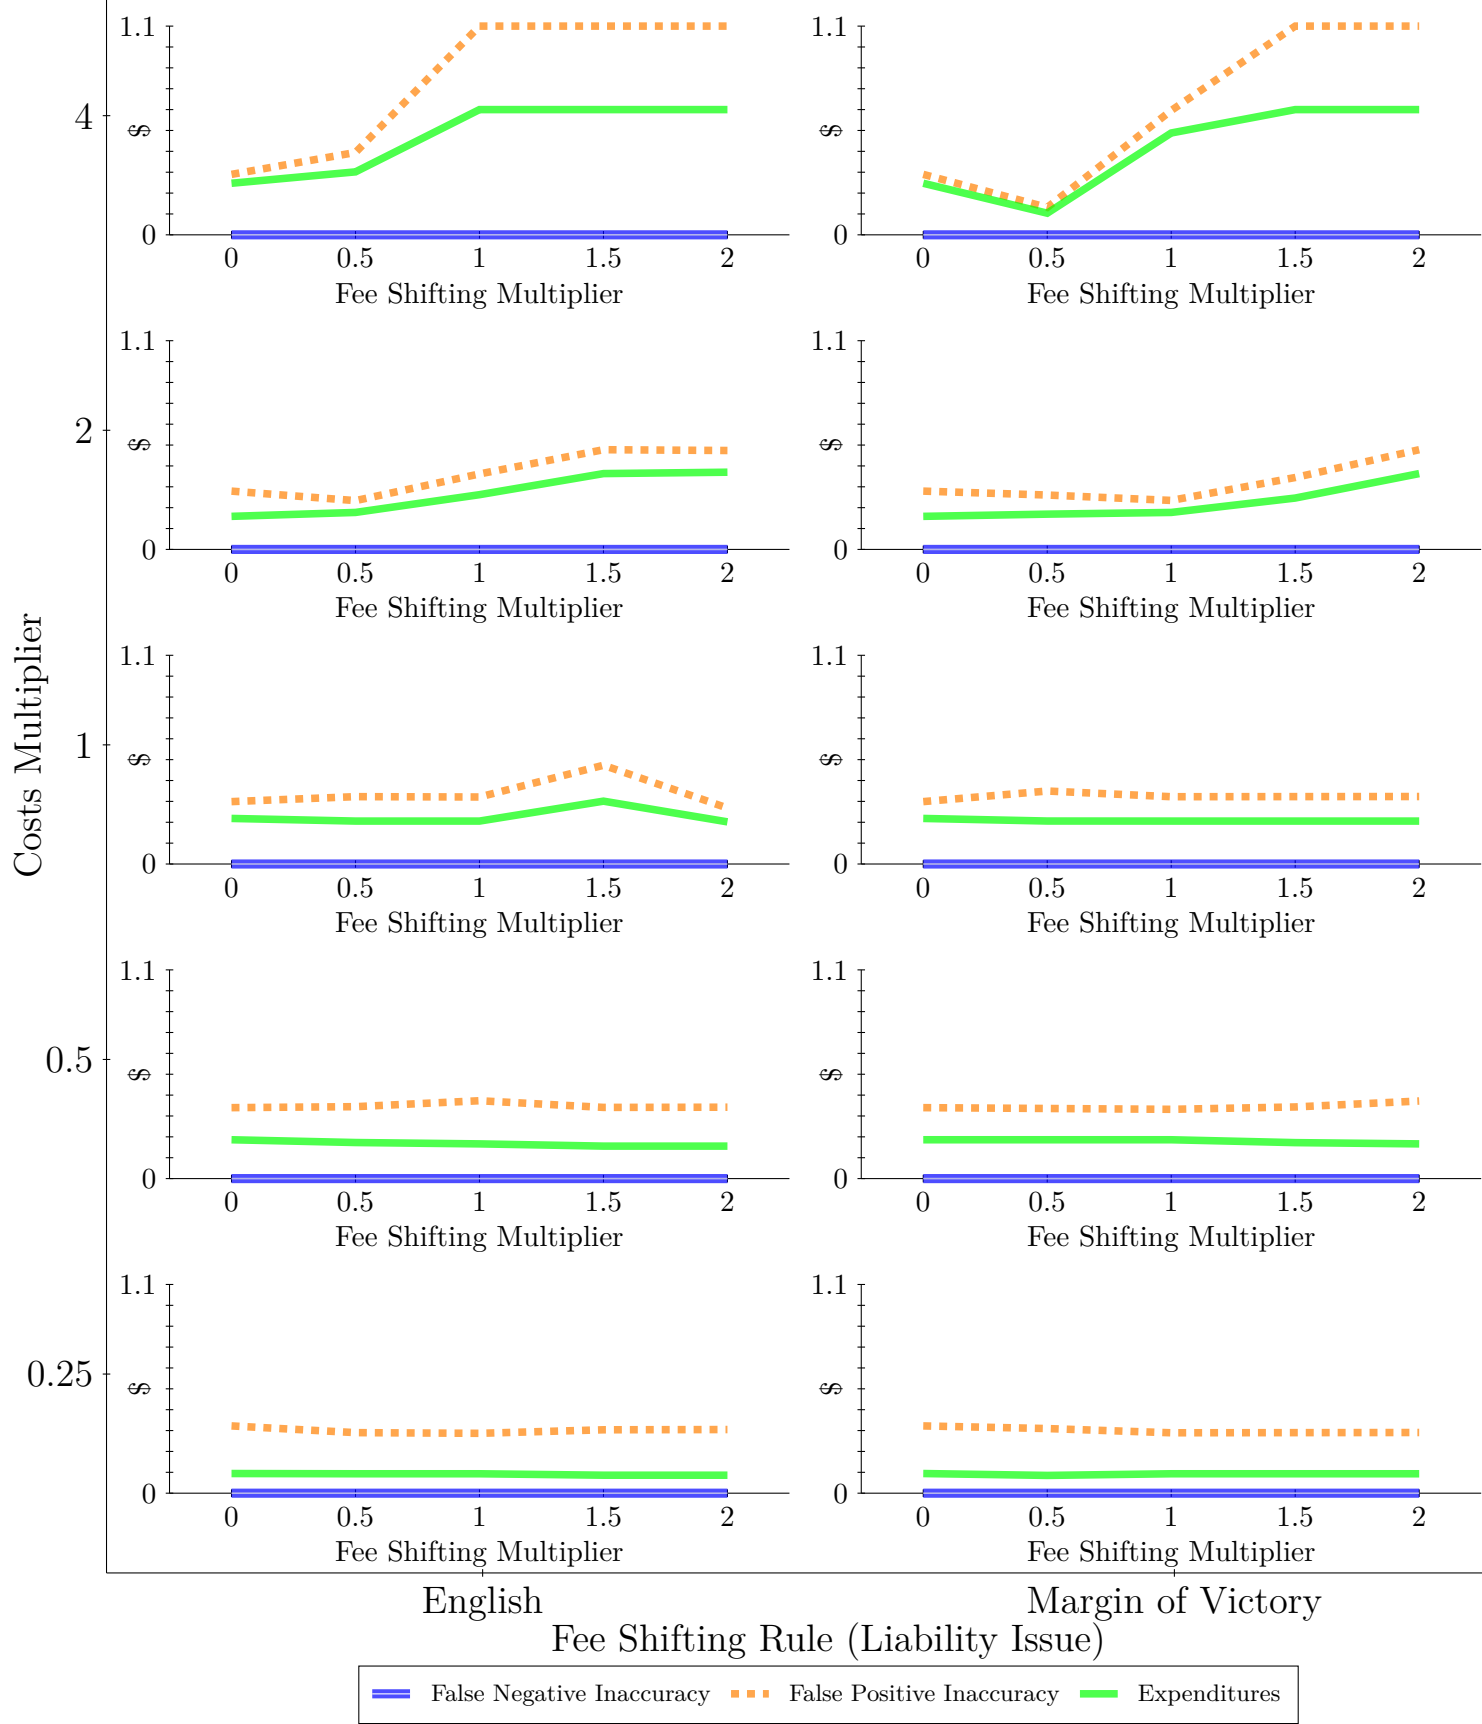 Costs Multiplier
4
1.1
$
0
0 0.5 1 1.5 2
Fee Shifting Multiplier
1.1
$
0
0 0.5 1 1.5 2
Fee Shifting Multiplier
2
1.1
$
0
0 0.5 1 1.5 2
Fee Shifting Multiplier
1.1
$
0
0 0.5 1 1.5 2
Fee Shifting Multiplier
1
1.1
$
0
0 0.5 1 1.5 2
Fee Shifting Multiplier
1.1
$
0
0 0.5 1 1.5 2
Fee Shifting Multiplier
0.5
1.1
$
0
0 0.5 1 1.5 2
Fee Shifting Multiplier
1.1
$
0
0 0.5 1 1.5 2
Fee Shifting Multiplier
0.25
1.1
$
0
0 0.5 1 1.5 2
Fee Shifting Multiplier
1.1
$
0
0 0.5 1 1.5 2
Fee Shifting Multiplier
English
Margin of Victory
Fee Shifting Rule (Liability Issue)
False Negative Inaccuracy False Positive Inaccuracy Expenditures